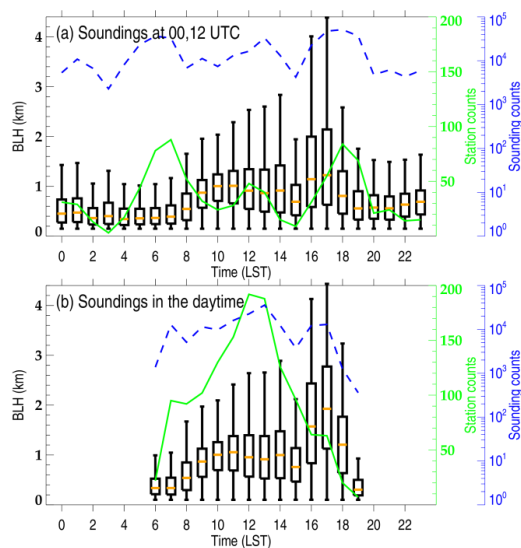 (a) Soundings at 00,12 UTC
BLH (km)
4
3
2
1
0
0 2 4 6 8 10 12 14 16 18 20 22
Time (LST)
200
150
100
50
Station counts
10^5
10^4
10^3
10^2
10^1
10^0
Sounding counts
(b) Soundings in the daytime
BLH (km)
4
3
2
1
0
0 2 4 6 8 10 12 14 16 18 20 22
Time (LST)
200
150
100
50
Station counts
10^5
10^4
10^3
10^2
10^1
10^0
Sounding counts